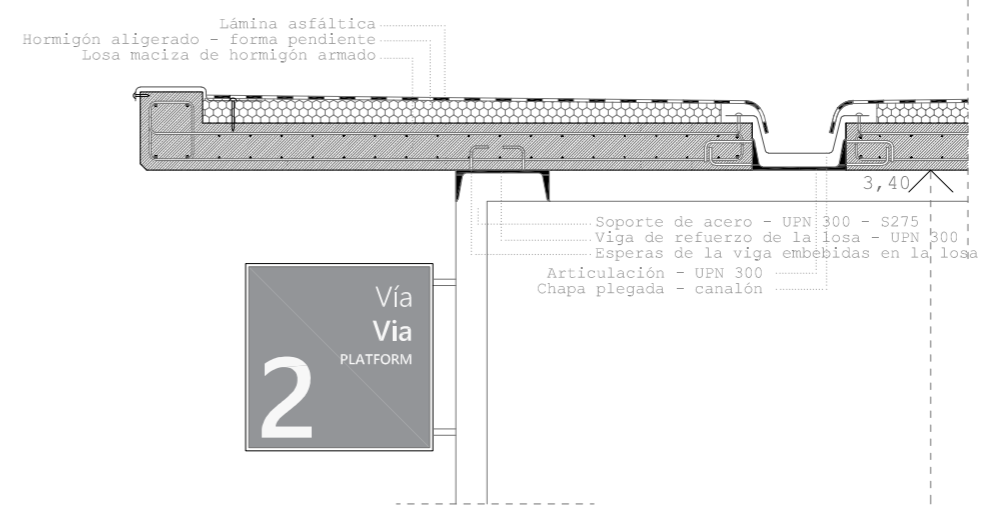 Lámina asfáltica
Hormigón aligerado - forma pendiente
Losa maciza de hormigón armado
3,40
Soporte de acero - UPN 300 - S275
Viga de refuerzo de la losa - UPN 300
Esperas de la viga embebidas en la losa
Articulación - UPN 300
Chapa plegada - canalón
Vía
Via
PLATFORM
2